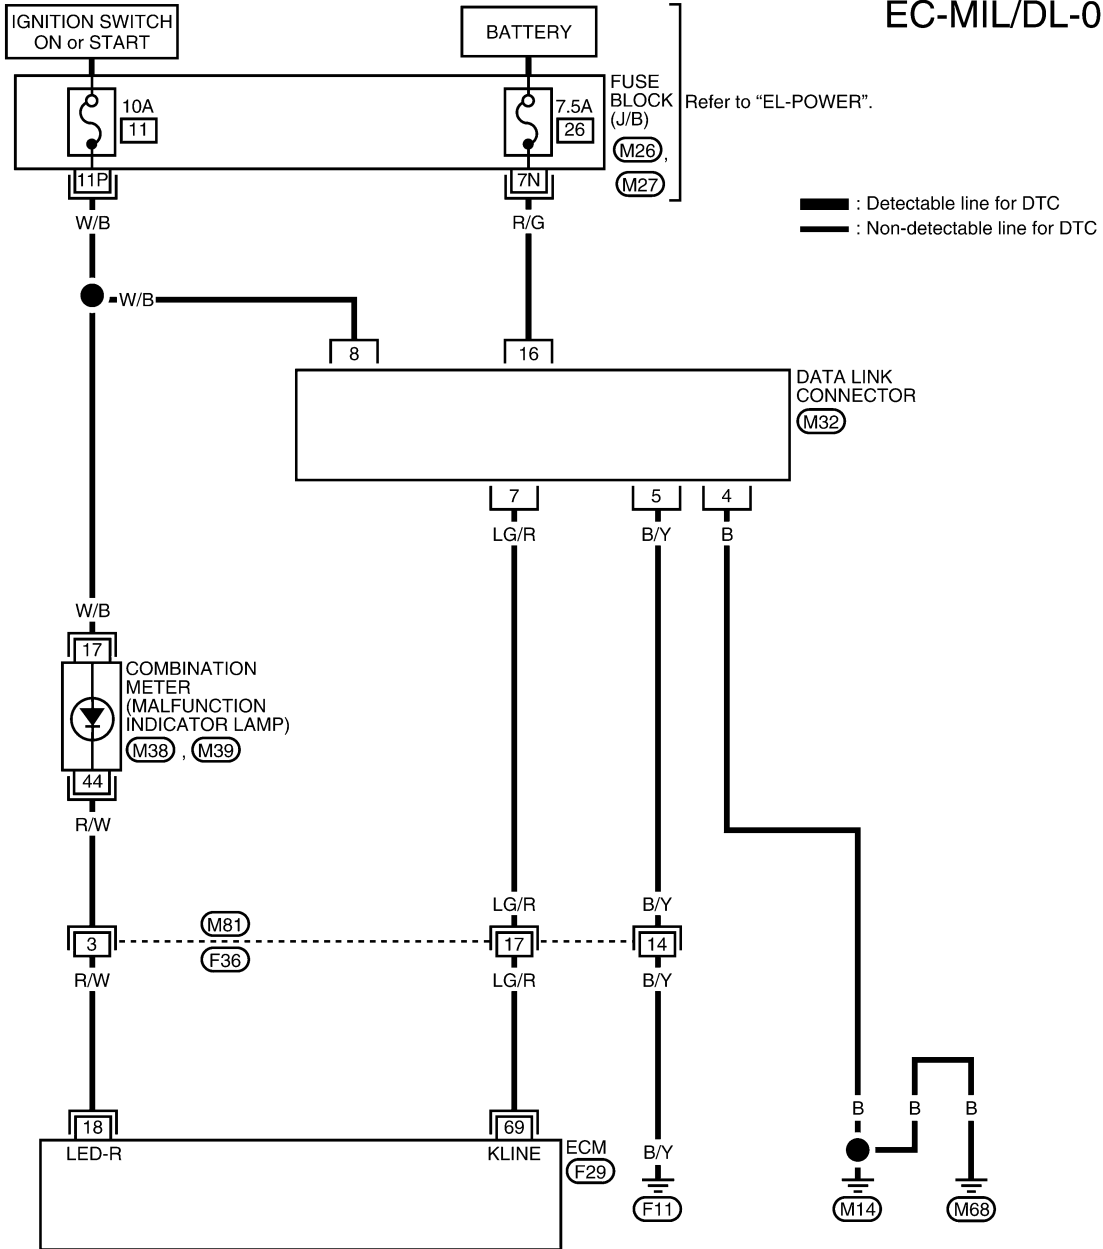 EC-MIL/DL-0
IGNITION SWITCH
ON or START
BATTERY
10A
11
7.5A
26
FUSE
BLOCK
(J/B)
M26 ,
M27
Refer to “EL-POWER”.
11P
7N
W/B
R/G
: Detectable line for DTC
: Non-detectable line for DTC
W/B
8
16
DATA LINK
CONNECTOR
M32
7
5
4
LG/R
B/Y
B
W/B
17
COMBINATION
METER
(MALFUNCTION
INDICATOR LAMP)
M38 , M39
44
R/W
LG/R
B/Y
M81
3
17
14
F36
R/W
LG/R
B/Y
B
B
B
18
69
LED-R
KLINE
ECM
F29
B/Y
F11
M14
M68